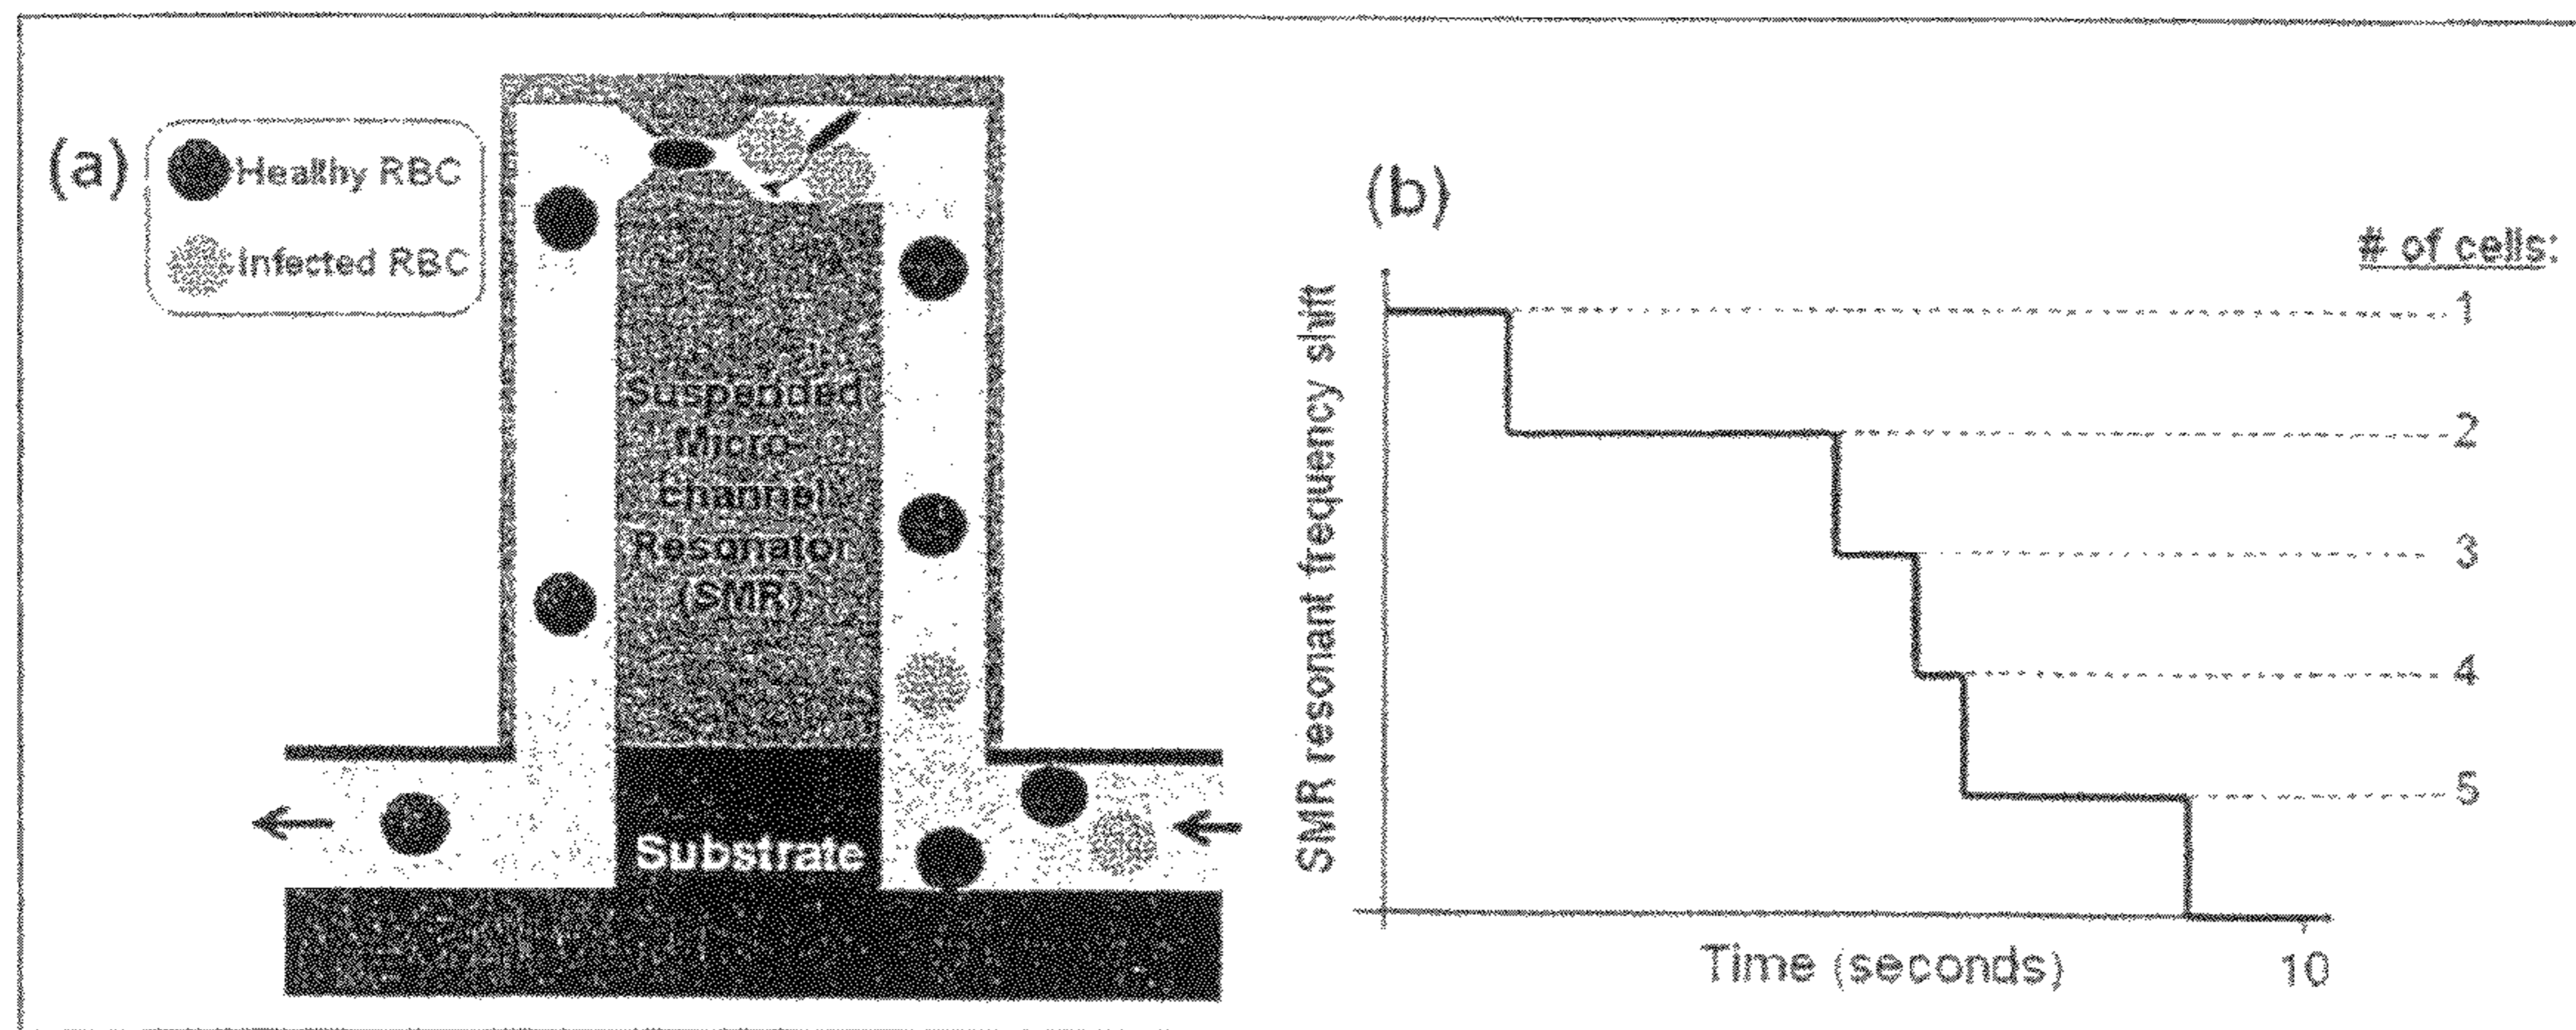 (a)
Healthy RBC
Infected RBC
Suspended
Micro-
channel
Resonator
(SMR)
Substrate
(b)
# of cells:
1
2
3
4
5
SMR resonant frequency shift
Time (seconds)
10